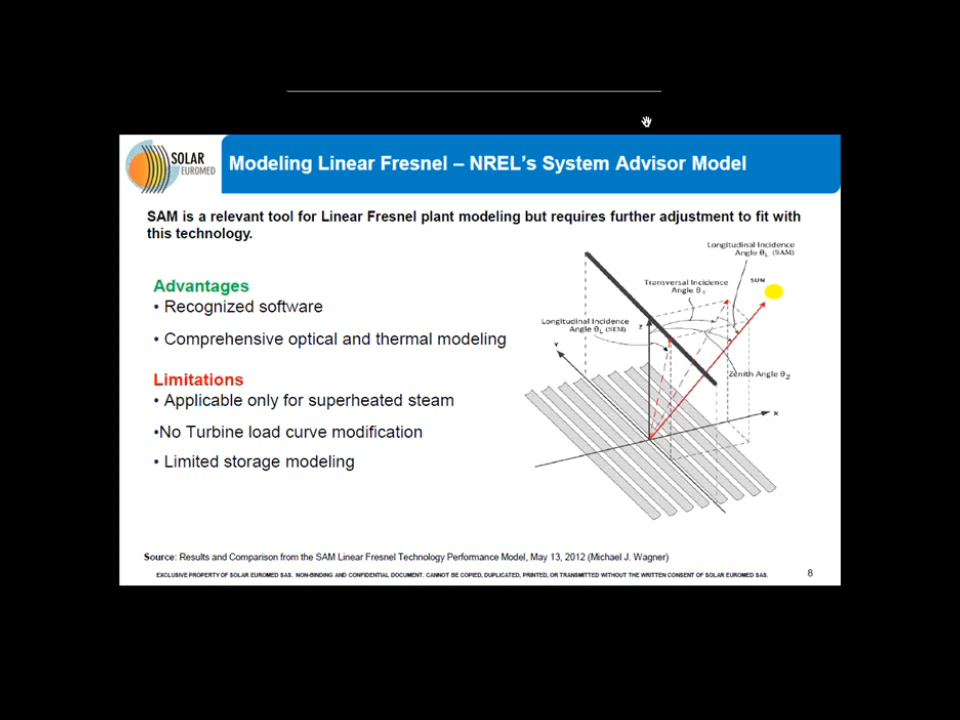 SOLAR
EUROMED
Modeling Linear Fresnel – NREL's System Advisor Model
SAM is a relevant tool for Linear Fresnel plant modeling but requires further adjustment to fit with
this technology.
Advantages
• Recognized software
• Comprehensive optical and thermal modeling
Limitations
• Applicable only for superheated steam
•No Turbine load curve modification
• Limited storage modeling
Longitudinal Incidence
Angle θL (SAM)
Transversal Incidence
Angle θT
SUN
Longitudinal Incidence
Angle θL (SEM)
Z
Y
Zenith Angle θZ
X
Source: Results and Comparison from the SAM Linear Fresnel Technology Performance Model, May 13, 2012 (Michael J. Wagner)
EXCLUSIVE PROPERTY OF SOLAR EUROMED SAS. NON-BINDING AND CONFIDENTIAL DOCUMENT. CANNOT BE COPIED, DUPLICATED, PRINTED, OR TRANSMITTED WITHOUT THE WRITTEN CONSENT OF SOLAR EUROMED SAS.
8